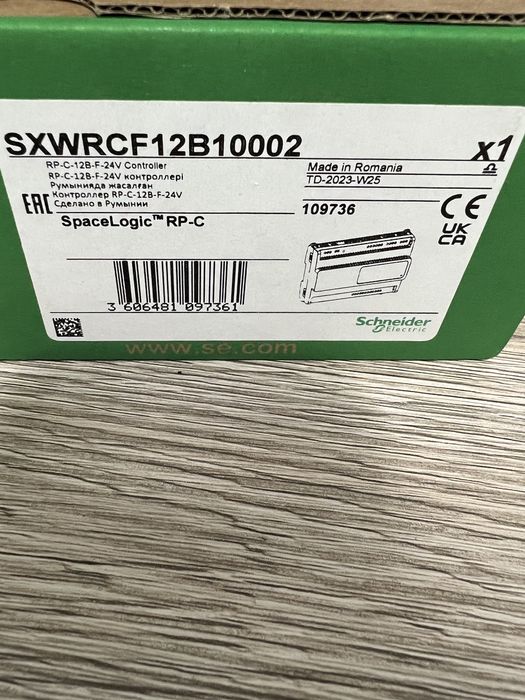 SXWRCF12B10002
x1
RP-C-12B-F-24V Controller
RP-C-12B-F-24V контроллері
Румынияда жасалған
Контроллер RP-C-12B-F-24V
Сделано в Румынии
Made in Romania
TD-2023-W25
EAC
SpaceLogic™ RP-C
109736
CE
UK
CA
3 606481 097361
Schneider
Electric
www.se.com